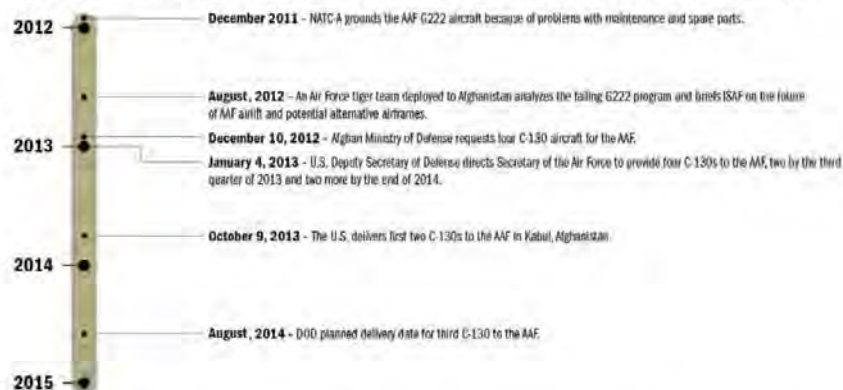 2012
December 2011 - NATC-A grounds the AAF G222 aircraft because of problems with maintenance and spare parts.
August, 2012 - An Air Force tiger team deployed to Afghanistan analyzes the failing G222 program and briefs ISAF on the future
of AAF airlift and potential alternative airframes.
December 10, 2012 - Afghan Ministry of Defense requests four C-130 aircraft for the AAF.
2013
January 4, 2013 - U.S. Deputy Secretary of Defense directs Secretary of the Air Force to provide four C-130s to the AAF, two by the third
quarter of 2013 and two more by the end of 2014.
October 9, 2013 - The U.S. delivers first two C-130s to the AAF in Kabul, Afghanistan.
2014
August, 2014 - DOD planned delivery date for third C-130 to the AAF.
2015